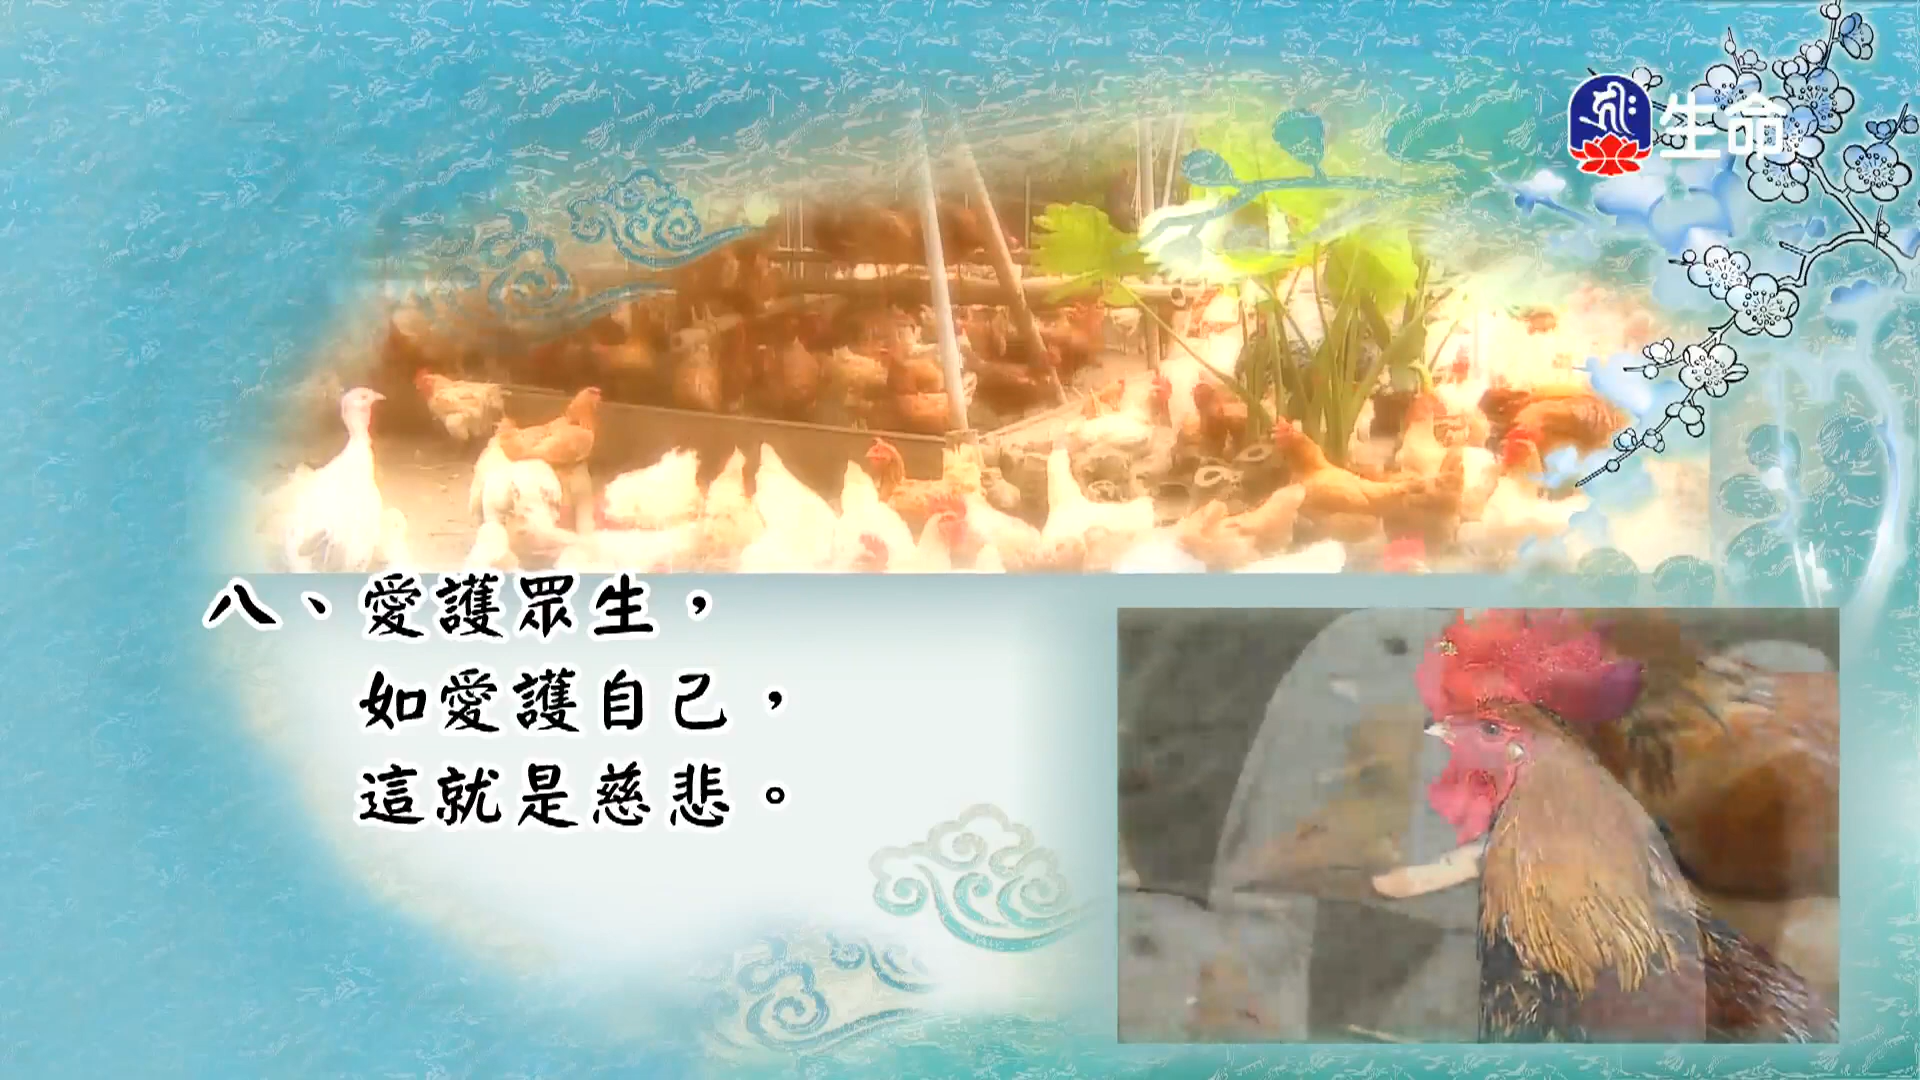 生命
八、愛護眾生，
如愛護自己，
這就是慈悲。